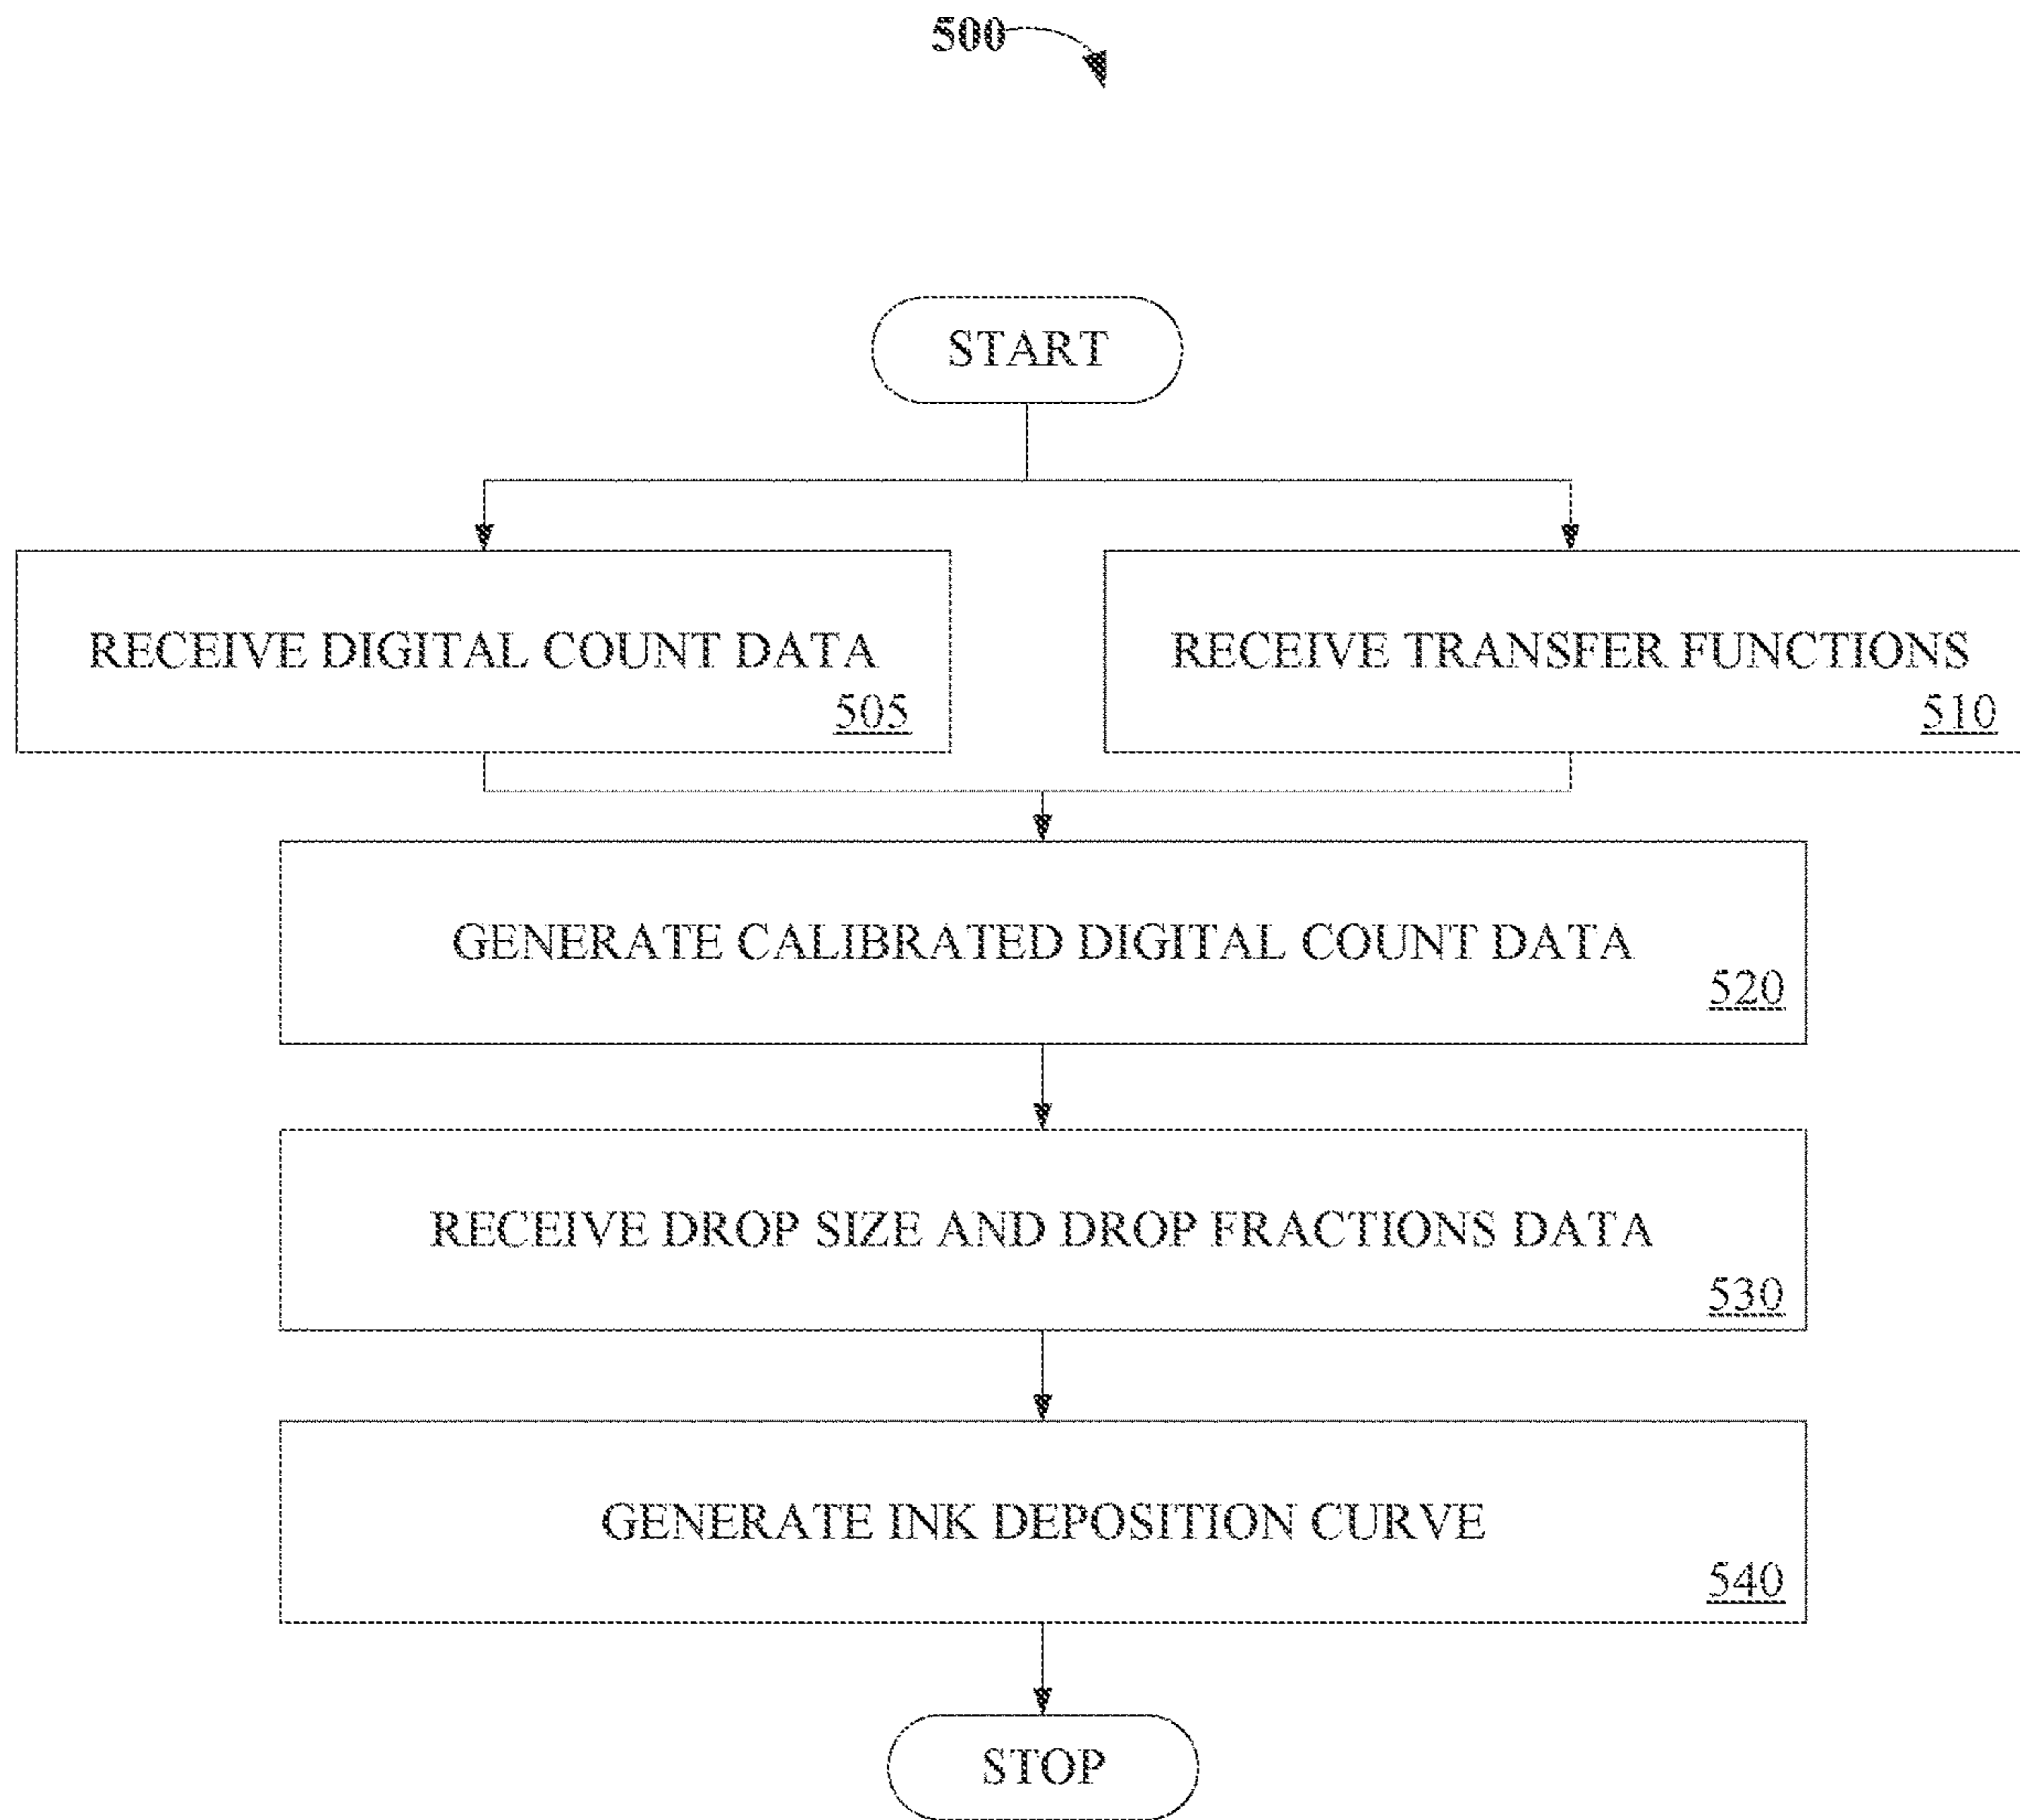 500
START
RECEIVE DIGITAL COUNT DATA
505
RECEIVE TRANSFER FUNCTIONS
510
GENERATE CALIBRATED DIGITAL COUNT DATA
520
RECEIVE DROP SIZE AND DROP FRACTIONS DATA
530
GENERATE INK DEPOSITION CURVE
540
STOP